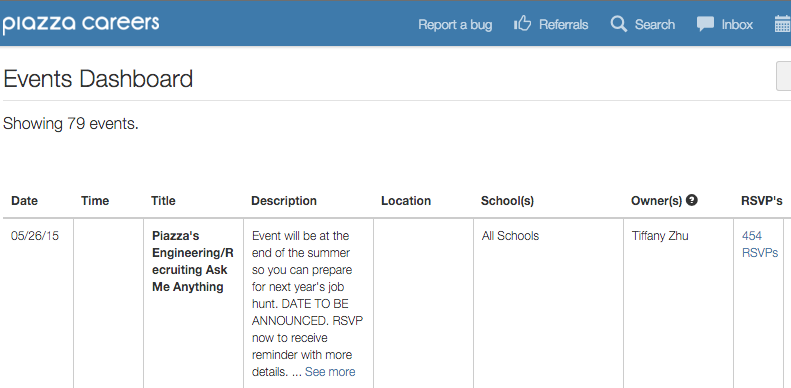 piazza careers
Report a bug
Referrals
Search
Inbox
Events Dashboard
Showing 79 events.
Date Time Title Description Location School(s) Owner(s) ? RSVP's
05/26/15
Piazza's
Engineering/R
ecruiting Ask
Me Anything
Event will be at the
end of the summer
so you can prepare
for next year's job
hunt. DATE TO BE
ANNOUNCED. RSVP
now to receive
reminder with more
details. ... See more
All Schools
Tiffany Zhu
454
RSVPs